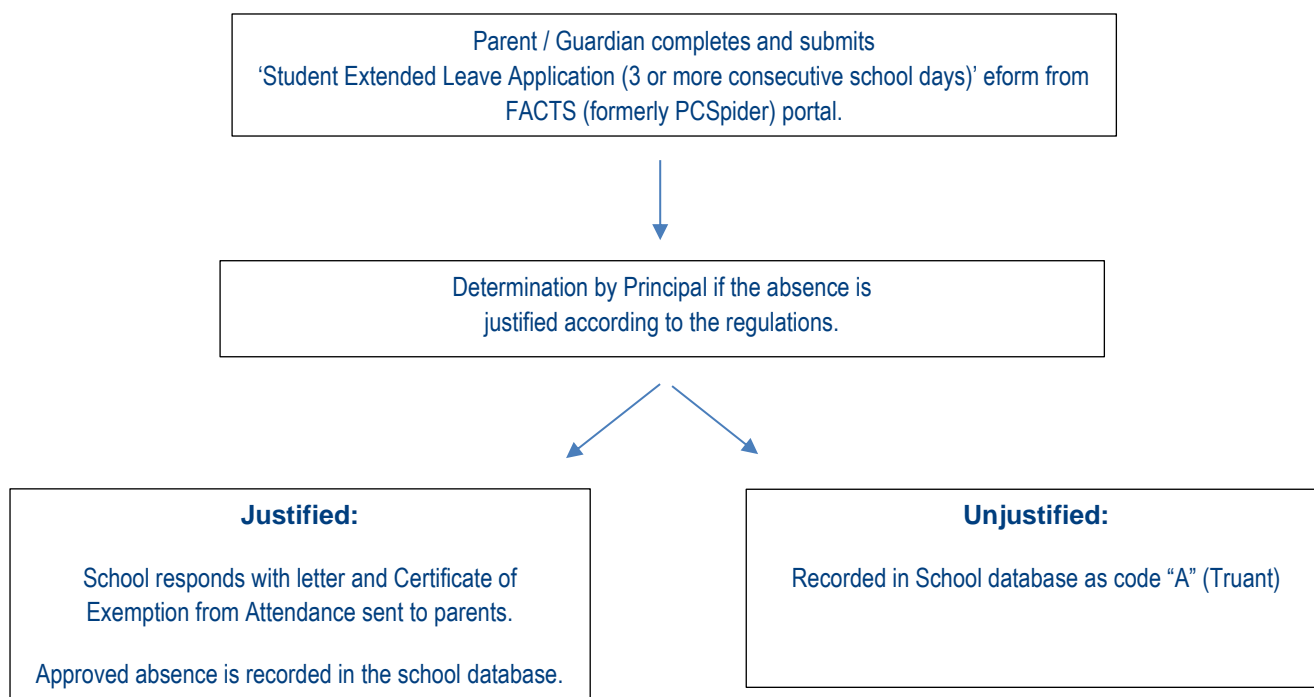 Parent / Guardian completes and submits
‘Student Extended Leave Application (3 or more consecutive school days)’ eform from
FACTS (formerly PCSpider) portal.
Determination by Principal if the absence is
justified according to the regulations.
Justified:
School responds with letter and Certificate of
Exemption from Attendance sent to parents.
Approved absence is recorded in the school database.
Unjustified:
Recorded in School database as code “A” (Truant)